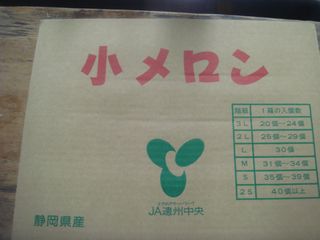 小メロン
階級 1箱の入個数
3L 20個~24個
2L 25個~29個
L 30個
M 31個~34個
S 35個~39個
2S 40個以上
JA遠州中央
静岡県産